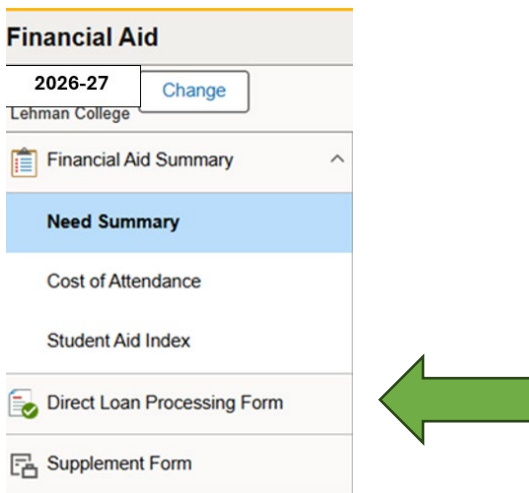 Financial Aid
2026-27
Change
Lehman College
Financial Aid Summary
Need Summary
Cost of Attendance
Student Aid Index
Direct Loan Processing Form
Supplement Form